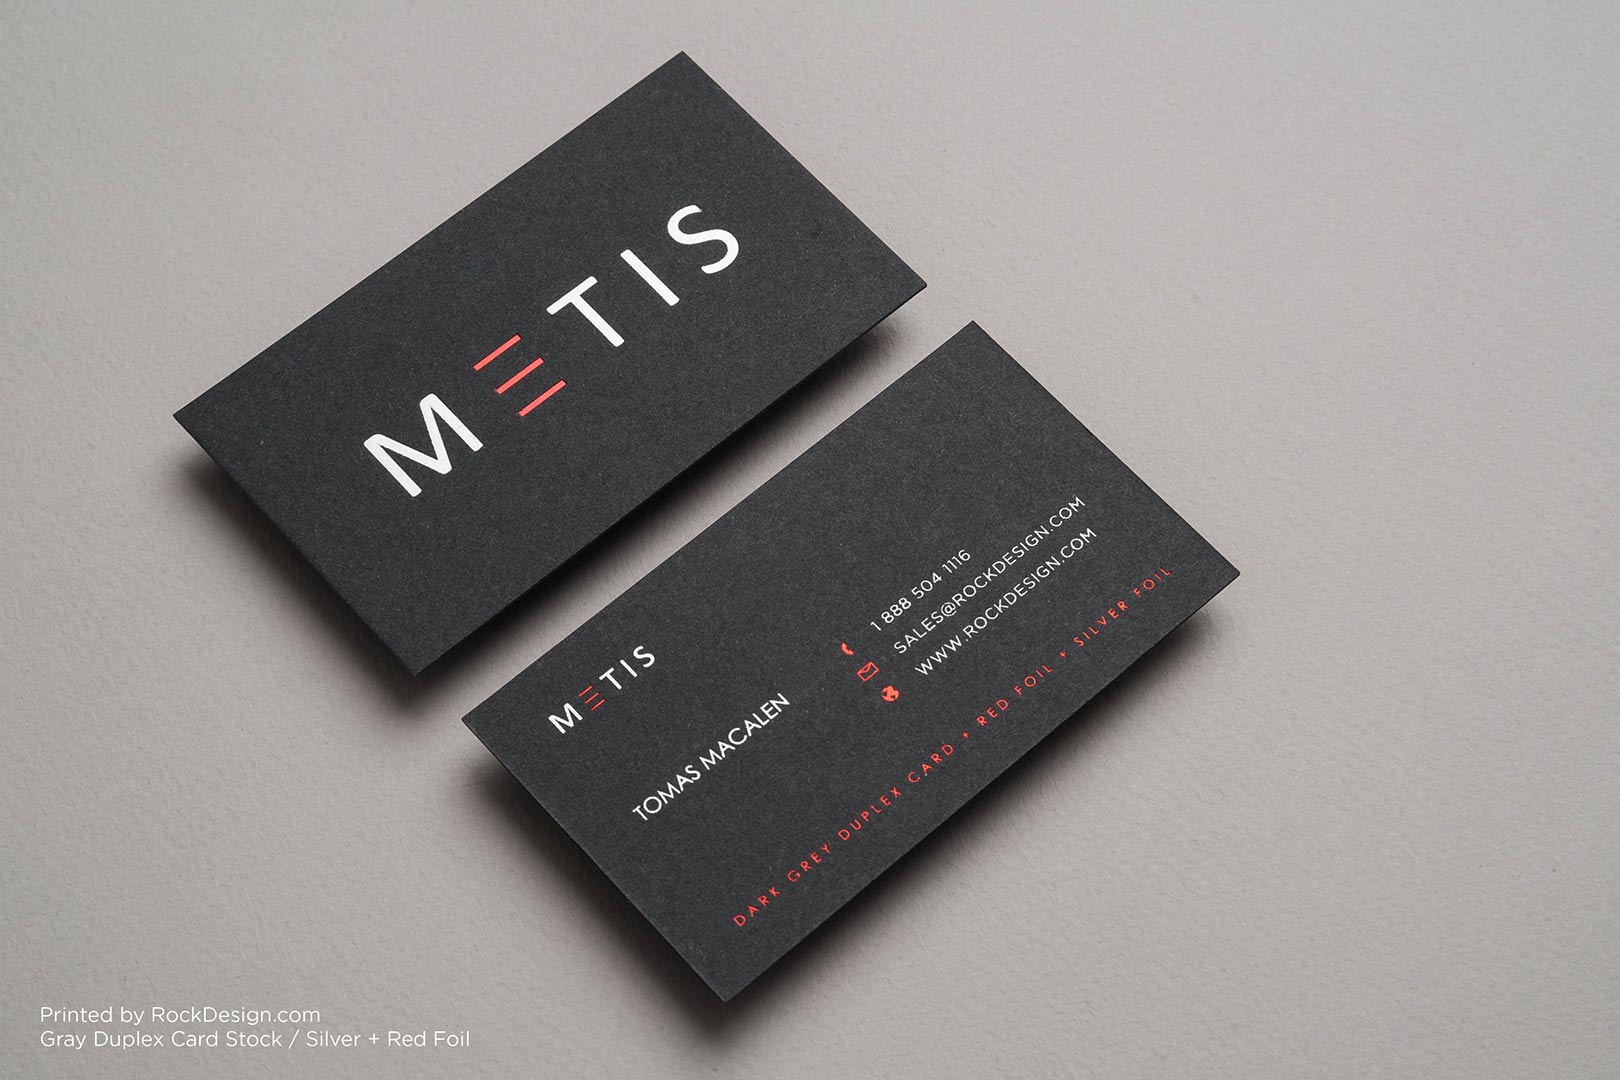 METIS
METIS
TOMAS MACALEN
1 888 504 1116
SALES@ROCKDESIGN.COM
WWW.ROCKDESIGN.COM
DARK GREY DUPLEX CARD + RED FOIL + SILVER FOIL
Printed by RockDesign.com
Gray Duplex Card Stock / Silver + Red Foil